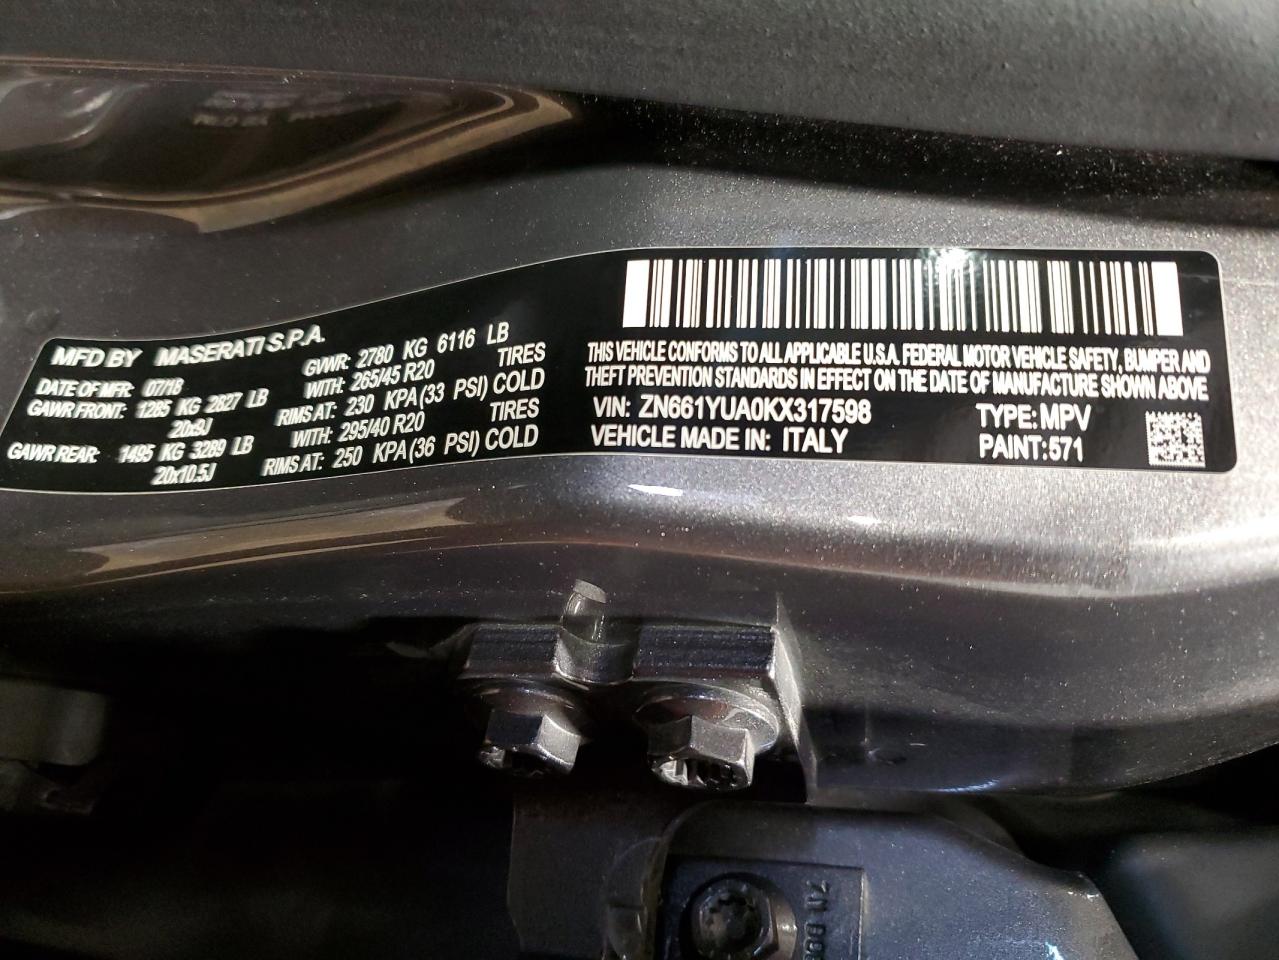 MFD BY MASERATI S.P.A.
DATE OF MFR: 07/18 GVWR: 2780 KG 6116 LB
GAWR FRONT: 1285 KG 2827 LB WITH: 265/45 R20 TIRES
20x9J RIMS AT: 230 KPA (33 PSI) COLD
GAWR REAR: 1495 KG 3289 LB WITH: 295/40 R20 TIRES
20x10.5J RIMS AT: 250 KPA (36 PSI) COLD
THIS VEHICLE CONFORMS TO ALL APPLICABLE U.S.A. FEDERAL MOTOR VEHICLE SAFETY, BUMPER AND
THEFT PREVENTION STANDARDS IN EFFECT ON THE DATE OF MANUFACTURE SHOWN ABOVE
VIN: ZN661YUA0KX317598 TYPE: MPV
VEHICLE MADE IN: ITALY PAINT:571